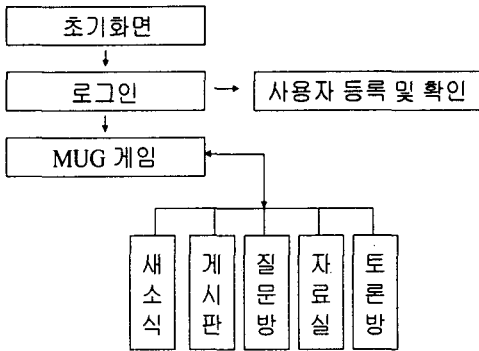 초기화면
로그인
사용자 등록 및 확인
MUG 게임
새소식
게시판
질문방
자료실
토론방